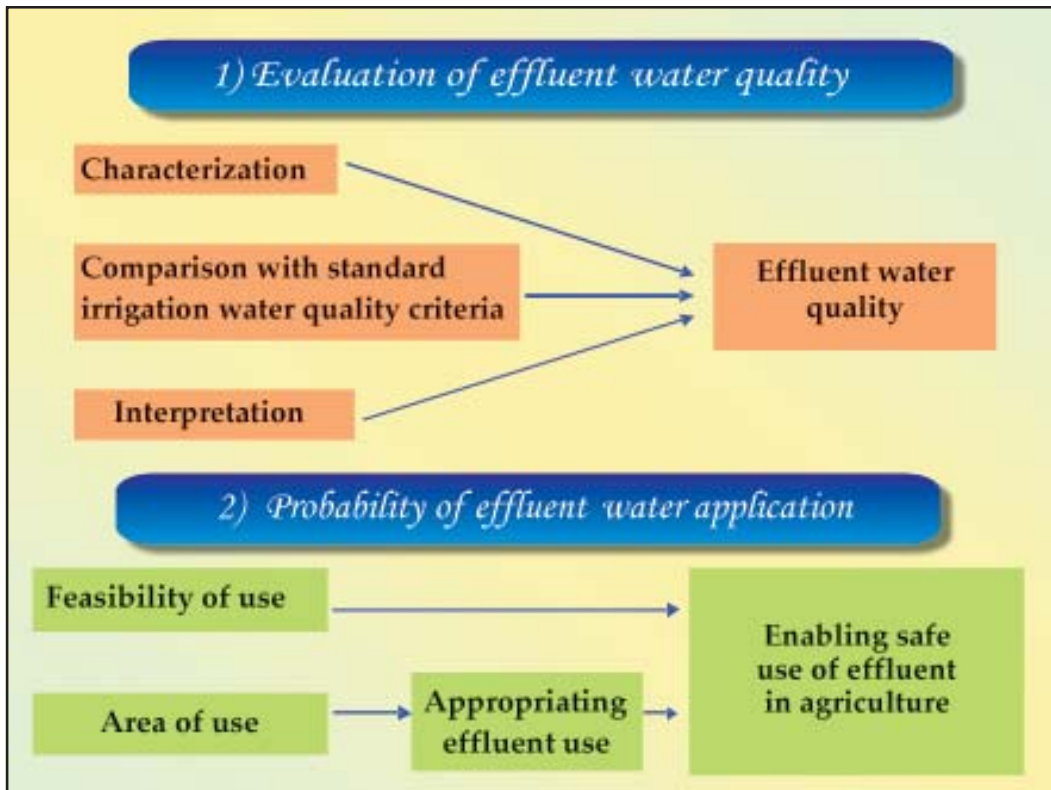 1) Evaluation of effluent water quality
Characterization
Comparison with standard
irrigation water quality criteria
Effluent water
quality
Interpretation
2) Probability of effluent water application
Feasibility of use
Enabling safe
use of effluent
in agriculture
Area of use
Appropriating
effluent use